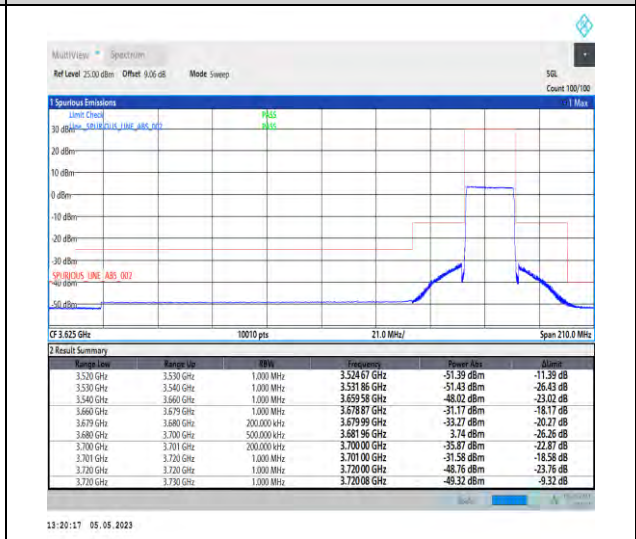 MultiView Spectrum
Ref Level 25.00 dBm Offset 9.06 dB Mode Sweep SGL
Count 100/100
1 Spurious Emissions 1 Max
Limit Check PASS
Line _SPURIOUS_LINE_ABS_002 PASS
30 dBm
20 dBm
10 dBm
0 dBm
-10 dBm
-20 dBm
-30 dBm
SPURIOUS_LINE_ABS_002
-40 dBm
-50 dBm
CF 3.625 GHz 10010 pts 21.0 MHz/ Span 210.0 MHz
2 Result Summary
Range Low Range Up RBW Frequency Power Abs ΔLimit
3.520 GHz 3.530 GHz 1.000 MHz 3.524 67 GHz -51.39 dBm -11.39 dB
3.530 GHz 3.540 GHz 1.000 MHz 3.531 86 GHz -51.43 dBm -26.43 dB
3.540 GHz 3.660 GHz 1.000 MHz 3.659 58 GHz -48.02 dBm -23.02 dB
3.660 GHz 3.679 GHz 1.000 MHz 3.678 87 GHz -31.17 dBm -18.17 dB
3.679 GHz 3.680 GHz 200.000 kHz 3.679 99 GHz -33.27 dBm -20.27 dB
3.680 GHz 3.700 GHz 500.000 kHz 3.681 96 GHz 3.74 dBm -26.26 dB
3.700 GHz 3.701 GHz 200.000 kHz 3.700 00 GHz -35.87 dBm -22.87 dB
3.701 GHz 3.720 GHz 1.000 MHz 3.701 00 GHz -31.58 dBm -18.58 dB
3.720 GHz 3.720 GHz 1.000 MHz 3.720 00 GHz -48.76 dBm -23.76 dB
3.720 GHz 3.730 GHz 1.000 MHz 3.720 08 GHz -49.32 dBm -9.32 dB
13:20:17 05.05.2023